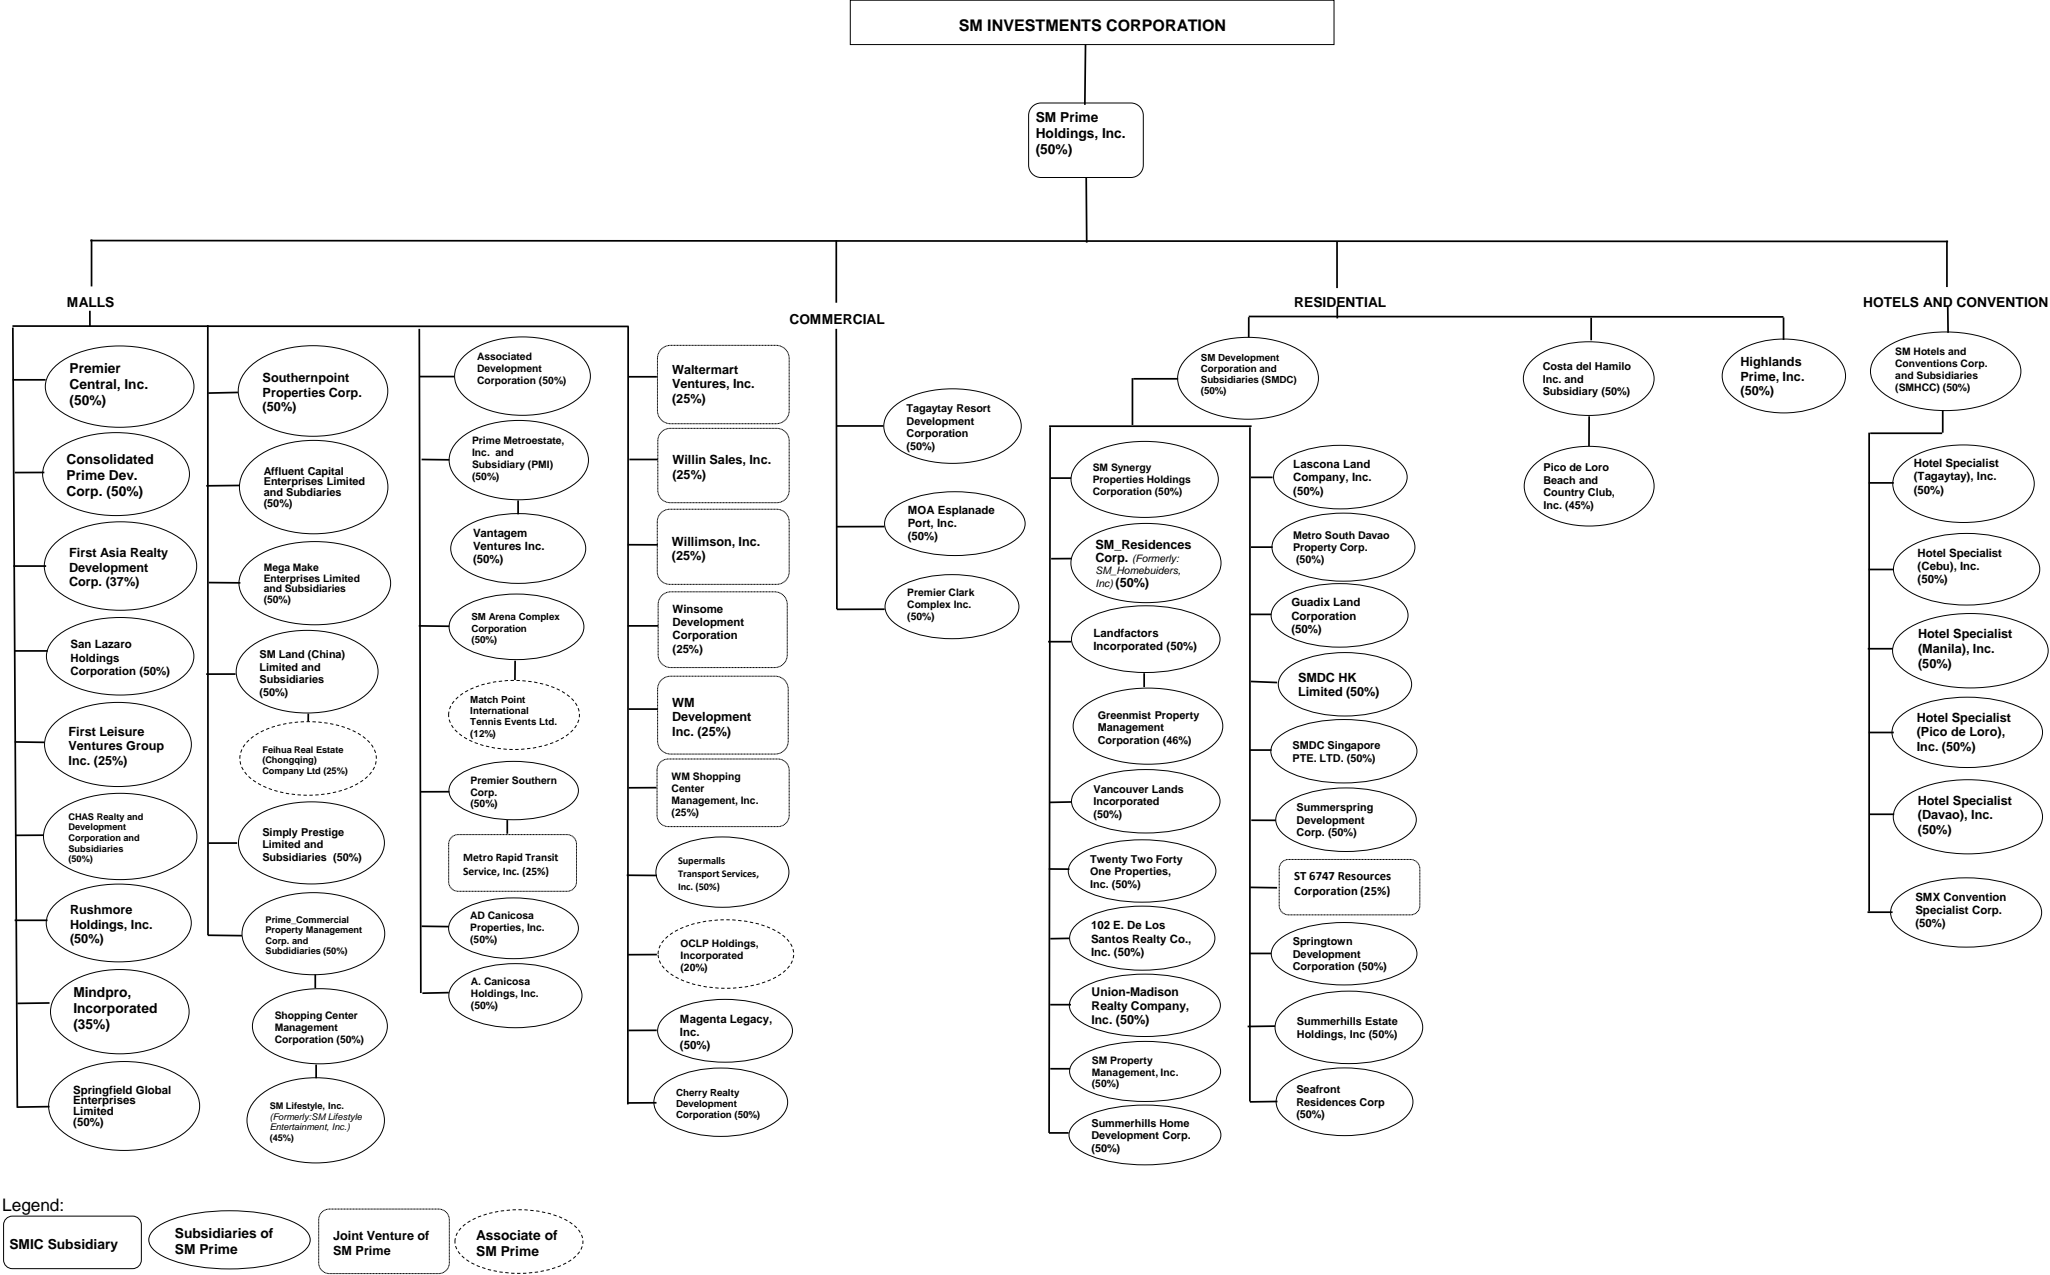 SM INVESTMENTS CORPORATION
SM Prime
Holdings, Inc.
(50%)
MALLS
COMMERCIAL
RESIDENTIAL
HOTELS AND CONVENTION
Premier
Central, Inc.
(50%)
Consolidated
Prime Dev.
Corp. (50%)
First Asia Realty
Development
Corp. (37%)
San Lazaro
Holdings
Corporation (50%)
First Leisure
Ventures Group
Inc. (25%)
CHAS Realty and
Development
Corporation and
Subsidiaries
(50%)
Rushmore
Holdings, Inc.
(50%)
Mindpro,
Incorporated
(35%)
Springfield Global
Enterprises
Limited
(50%)
Southernpoint
Properties Corp.
(50%)
Affluent Capital
Enterprises Limited
and Subdiaries
(50%)
Mega Make
Enterprises Limited
and Subsidiaries
(50%)
SM Land (China)
Limited and
Subsidiaries
(50%)
Feihua Real Estate
(Chongqing)
Company Ltd (25%)
Simply Prestige
Limited and
Subsidiaries (50%)
Prime_Commercial
Property Management
Corp. and
Subdidiaries (50%)
Shopping Center
Management
Corporation (50%)
SM Lifestyle, Inc.
(Formerly:SM Lifestyle
Entertainment, Inc.)
(45%)
Associated
Development
Corporation (50%)
Prime Metroestate,
Inc. and
Subsidiary (PMI)
(50%)
Vantagem
Ventures Inc.
(50%)
SM Arena Complex
Corporation
(50%)
Match Point
International
Tennis Events Ltd.
(12%)
Premier Southern
Corp.
(50%)
Metro Rapid Transit
Service, Inc. (25%)
AD Canicosa
Properties, Inc.
(50%)
A. Canicosa
Holdings, Inc.
(50%)
Waltermart
Ventures, Inc.
(25%)
Willin Sales, Inc.
(25%)
Willimson, Inc.
(25%)
Winsome
Development
Corporation
(25%)
WM
Development
Inc. (25%)
WM Shopping
Center
Management, Inc.
(25%)
Supermalls
Transport Services,
Inc. (50%)
OCLP Holdings,
Incorporated
(20%)
Magenta Legacy,
Inc.
(50%)
Cherry Realty
Development
Corporation (50%)
Tagaytay Resort
Development
Corporation
(50%)
MOA Esplanade
Port, Inc.
(50%)
Premier Clark
Complex Inc.
(50%)
SM Development
Corporation and
Subsidiaries (SMDC)
(50%)
SM Synergy
Properties Holdings
Corporation (50%)
SM_Residences
Corp. (Formerly:
SM_Homebuiders,
Inc) (50%)
Landfactors
Incorporated (50%)
Greenmist Property
Management
Corporation (46%)
Vancouver Lands
Incorporated
(50%)
Twenty Two Forty
One Properties,
Inc. (50%)
102 E. De Los
Santos Realty Co.,
Inc. (50%)
Union-Madison
Realty Company,
Inc. (50%)
SM Property
Management, Inc.
(50%)
Summerhills Home
Development Corp.
(50%)
Lascona Land
Company, Inc.
(50%)
Metro South Davao
Property Corp.
(50%)
Guadix Land
Corporation
(50%)
SMDC HK
Limited (50%)
SMDC Singapore
PTE. LTD. (50%)
Summerspring
Development
Corp. (50%)
ST 6747 Resources
Corporation (25%)
Springtown
Development
Corporation (50%)
Summerhills Estate
Holdings, Inc (50%)
Seafront
Residences Corp
(50%)
Costa del Hamilo
Inc. and
Subsidiary (50%)
Pico de Loro
Beach and
Country Club,
Inc. (45%)
Highlands
Prime, Inc.
(50%)
SM Hotels and
Conventions Corp.
and Subsidiaries
(SMHCC) (50%)
Hotel Specialist
(Tagaytay), Inc.
(50%)
Hotel Specialist
(Cebu), Inc.
(50%)
Hotel Specialist
(Manila), Inc.
(50%)
Hotel Specialist
(Pico de Loro),
Inc. (50%)
Hotel Specialist
(Davao), Inc.
(50%)
SMX Convention
Specialist Corp.
(50%)
Legend:
SMIC Subsidiary
Subsidiaries of
SM Prime
Joint Venture of
SM Prime
Associate of
SM Prime